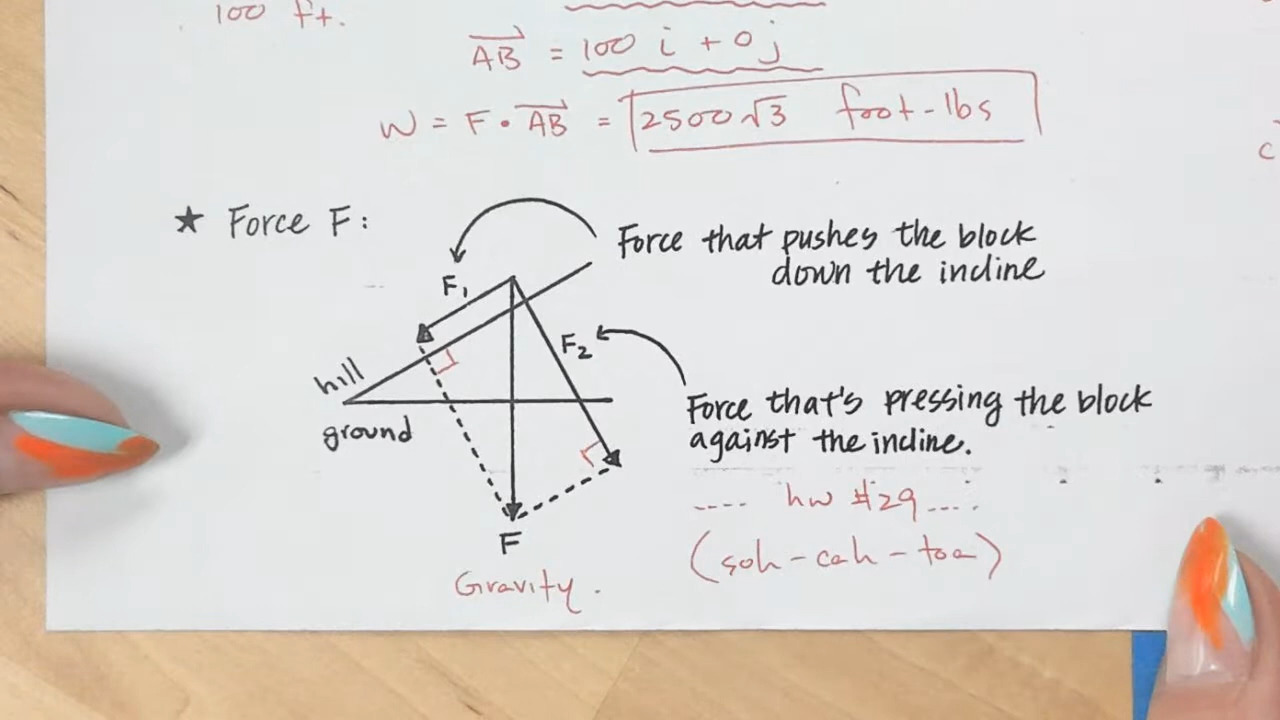 100 ft.
AB = 100 i + 0 j
W = F • AB = 2500√3 foot-lbs
★ Force F:
Force that pushes the block
down the incline
F₁
F₂
hill
ground
Force that's pressing the block
against the incline.
.... hw #29 ....
F
(soh-cah-toa)
Gravity.
c